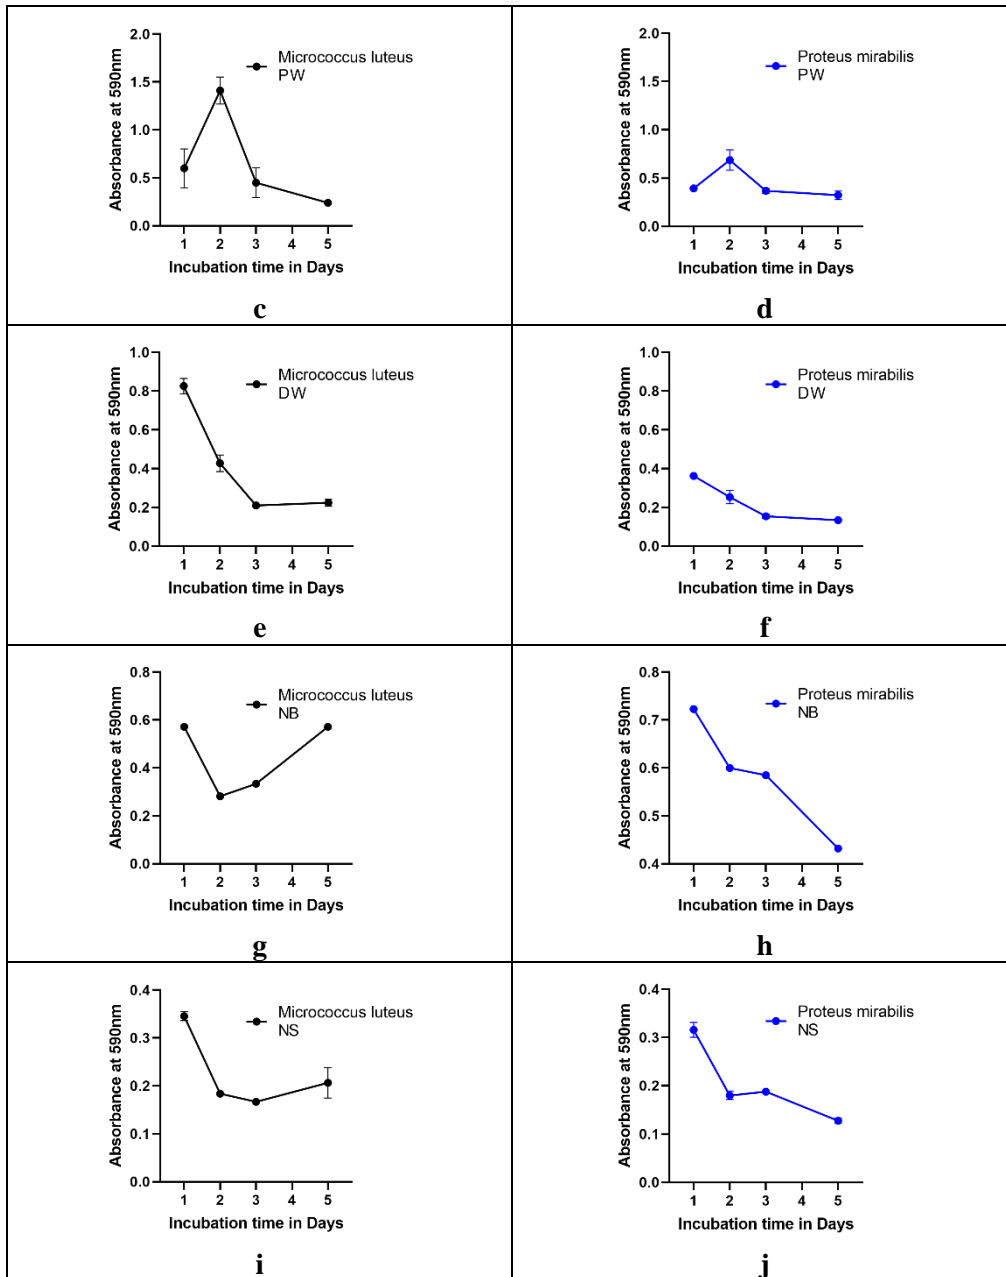 2.0
1.5
1.0
0.5
0.0
Absorbance at 590nm
Micrococcus luteus
PW
1 2 3 4 5
Incubation time in Days
c
2.0
1.5
1.0
0.5
0.0
Absorbance at 590nm
Proteus mirabilis
PW
1 2 3 4 5
Incubation time in Days
d
1.0
0.8
0.6
0.4
0.2
0.0
Absorbance at 590nm
Micrococcus luteus
DW
1 2 3 4 5
Incubation time in Days
e
1.0
0.8
0.6
0.4
0.2
0.0
Absorbance at 590nm
Proteus mirabilis
DW
1 2 3 4 5
Incubation time in Days
f
0.8
0.6
0.4
0.2
0.0
Absorbance at 590nm
Micrococcus luteus
NB
1 2 3 4 5
Incubation time in Days
g
0.8
0.7
0.6
0.5
0.4
Absorbance at 590nm
Proteus mirabilis
NB
1 2 3 4 5
Incubation time in Days
h
0.4
0.3
0.2
0.1
0.0
Absorbance at 590nm
Micrococcus luteus
NS
1 2 3 4 5
Incubation time in Days
i
0.4
0.3
0.2
0.1
0.0
Absorbance at 590nm
Proteus mirabilis
NS
1 2 3 4 5
Incubation time in Days
j